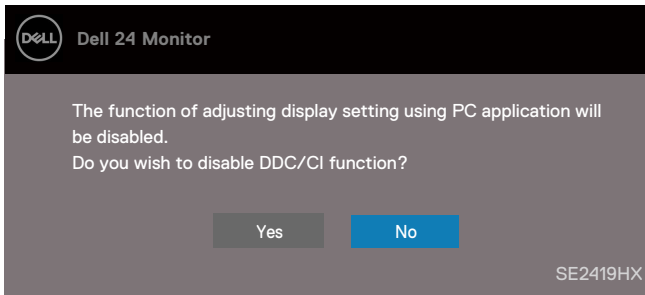 DELL Dell 24 Monitor
The function of adjusting display setting using PC application will
be disabled.
Do you wish to disable DDC/CI function?
Yes No
SE2419HX